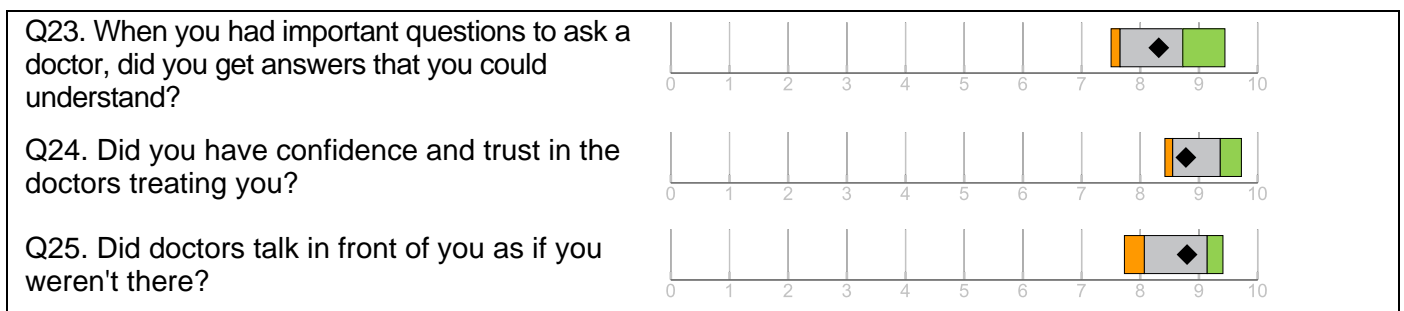 Q23. When you had important questions to ask a
doctor, did you get answers that you could
understand?
0 1 2 3 4 5 6 7 8 9 10
Q24. Did you have confidence and trust in the
doctors treating you?
0 1 2 3 4 5 6 7 8 9 10
Q25. Did doctors talk in front of you as if you
weren't there?
0 1 2 3 4 5 6 7 8 9 10